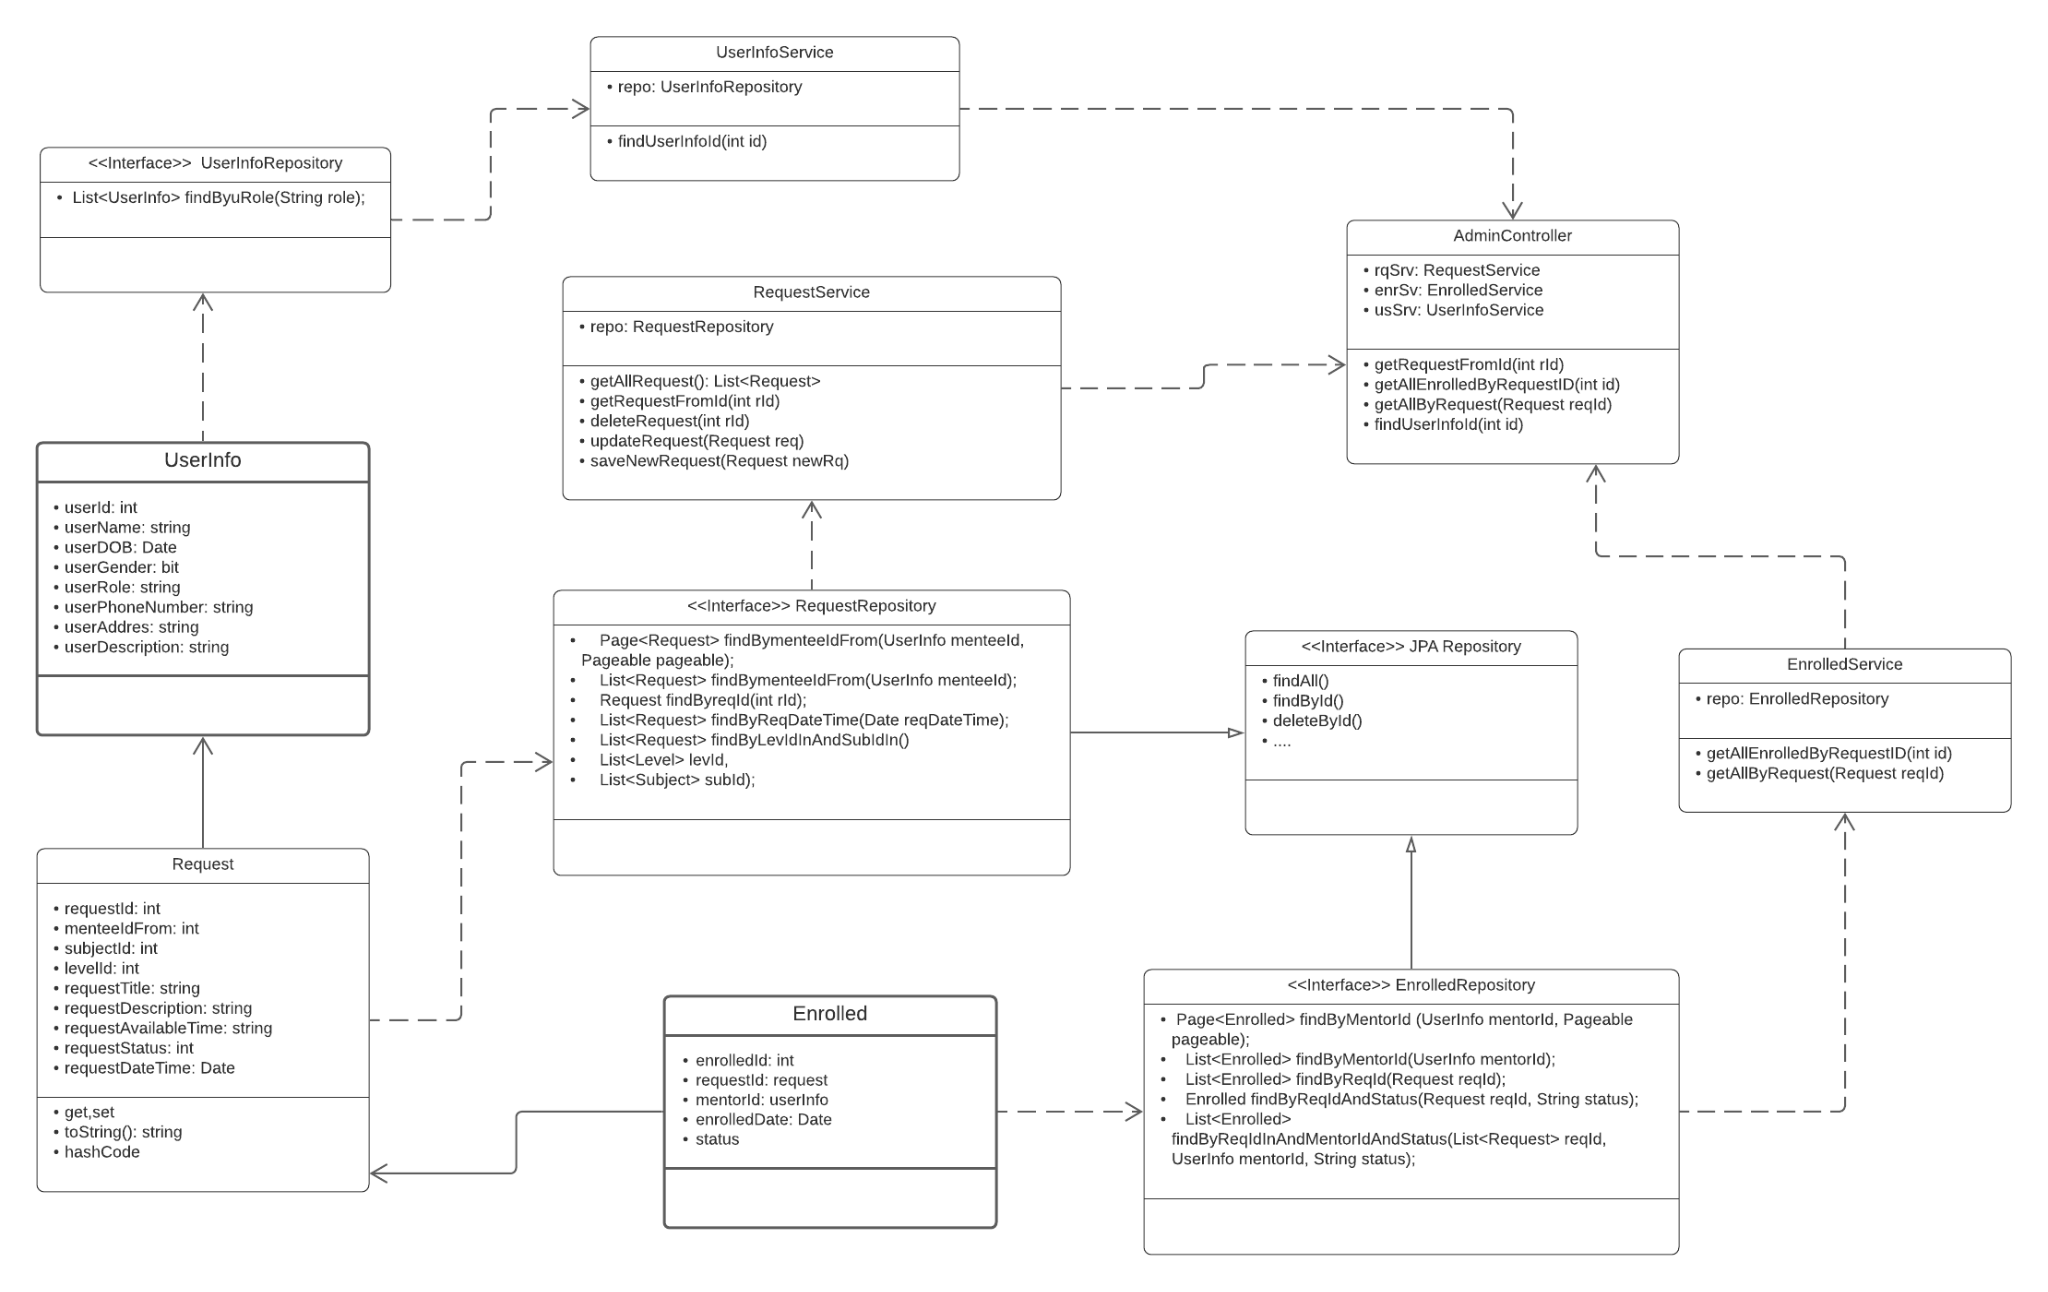 UserInfoService
• repo: UserInfoRepository
• findUserInfoId(int id)
<<Interface>> UserInfoRepository
• List<UserInfo> findByuRole(String role);
AdminController
• rqSrv: RequestService
• enrSv: EnrolledService
• usSrv: UserInfoService
• getRequestFromId(int rId)
• getAllEnrolledByRequestID(int id)
• getAllByRequest(Request reqId)
• findUserInfoId(int id)
RequestService
• repo: RequestRepository
• getAllRequest(): List<Request>
• getRequestFromId(int rId)
• deleteRequest(int rId)
• updateRequest(Request req)
• saveNewRequest(Request newRq)
UserInfo
• userId: int
• userName: string
• userDOB: Date
• userGender: bit
• userRole: string
• userPhoneNumber: string
• userAddres: string
• userDescription: string
<<Interface>> RequestRepository
• Page<Request> findBymenteeIdFrom(UserInfo menteeId,
Pageable pageable);
• List<Request> findBymenteeIdFrom(UserInfo menteeId);
• Request findByreqId(int rId);
• List<Request> findByReqDateTime(Date reqDateTime);
• List<Request> findByLevIdInAndSubIdIn()
• List<Level> levId,
• List<Subject> subId);
<<Interface>> JPA Repository
• findAll()
• findById()
• deleteById()
• ....
EnrolledService
• repo: EnrolledRepository
• getAllEnrolledByRequestID(int id)
• getAllByRequest(Request reqId)
Request
• requestId: int
• menteeIdFrom: int
• subjectId: int
• levelId: int
• requestTitle: string
• requestDescription: string
• requestAvailableTime: string
• requestStatus: int
• requestDateTime: Date
• get,set
• toString(): string
• hashCode
Enrolled
• enrolledId: int
• requestId: request
• mentorId: userInfo
• enrolledDate: Date
• status
<<Interface>> EnrolledRepository
• Page<Enrolled> findByMentorId (UserInfo mentorId, Pageable
pageable);
• List<Enrolled> findByMentorId(UserInfo mentorId);
• List<Enrolled> findByReqId(Request reqId);
• Enrolled findByReqIdAndStatus(Request reqId, String status);
• List<Enrolled>
findByReqIdInAndMentorIdAndStatus(List<Request> reqId,
UserInfo mentorId, String status);